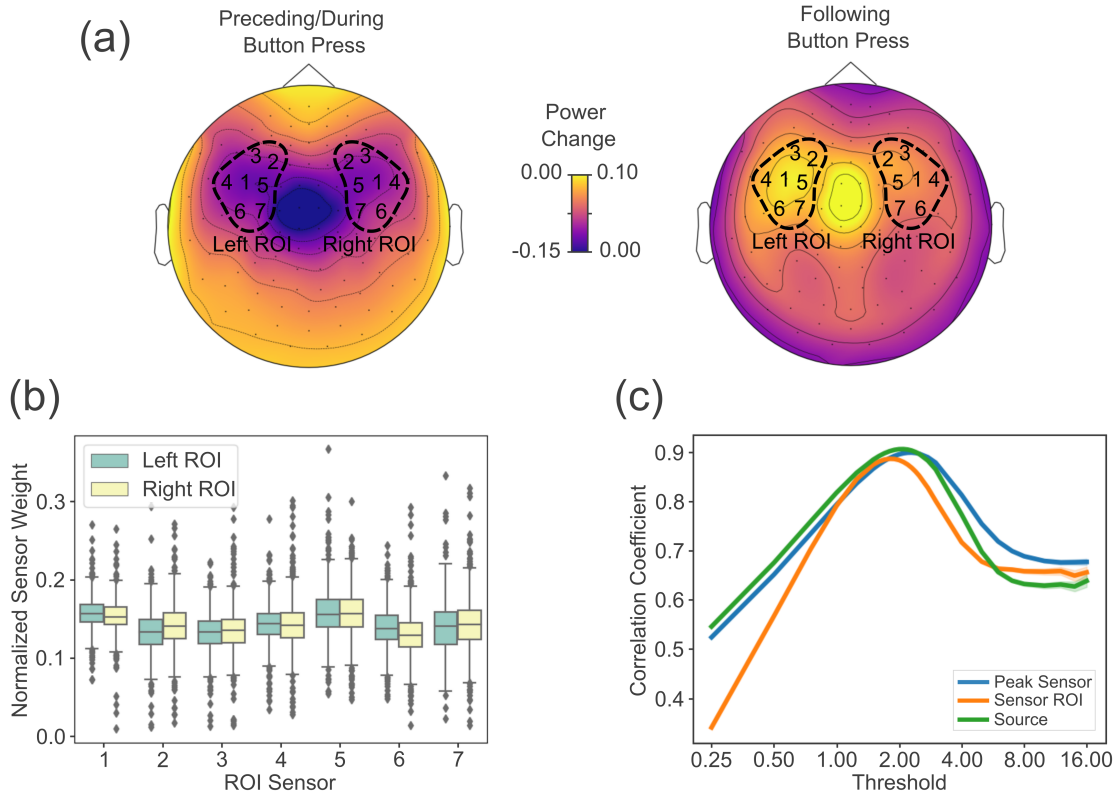 (a)
Preceding/During
Button Press
Following
Button Press
Power
Change
0.00 0.10
-0.15 0.00
3 2
4 1 5
6 7
Left ROI
2 3
5 1 4
7 6
Right ROI
3 2
4 1 5
6 7
Left ROI
2 3
5 1 4
7 6
Right ROI
(b)
Normalized Sensor Weight
0.3
0.2
0.1
0.0
Left ROI
Right ROI
1 2 3 4 5 6 7
ROI Sensor
(c)
Correlation Coefficient
0.9
0.8
0.7
0.6
0.5
0.4
Peak Sensor
Sensor ROI
Source
0.25 0.50 1.00 2.00 4.00 8.00 16.00
Threshold